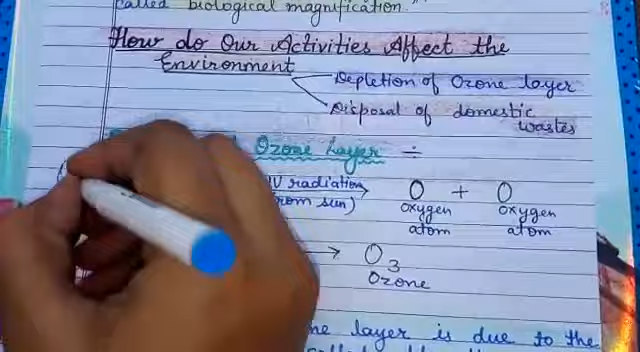 called biological magnification."
How do Our Activities Affect the
Environment
Depletion of Ozone layer
Disposal of domestic
wastes
Ozone Layer ÷
UV radiation
from sun)
O + O
oxygen oxygen
atom atom
→ O3
Ozone
layer is due to the